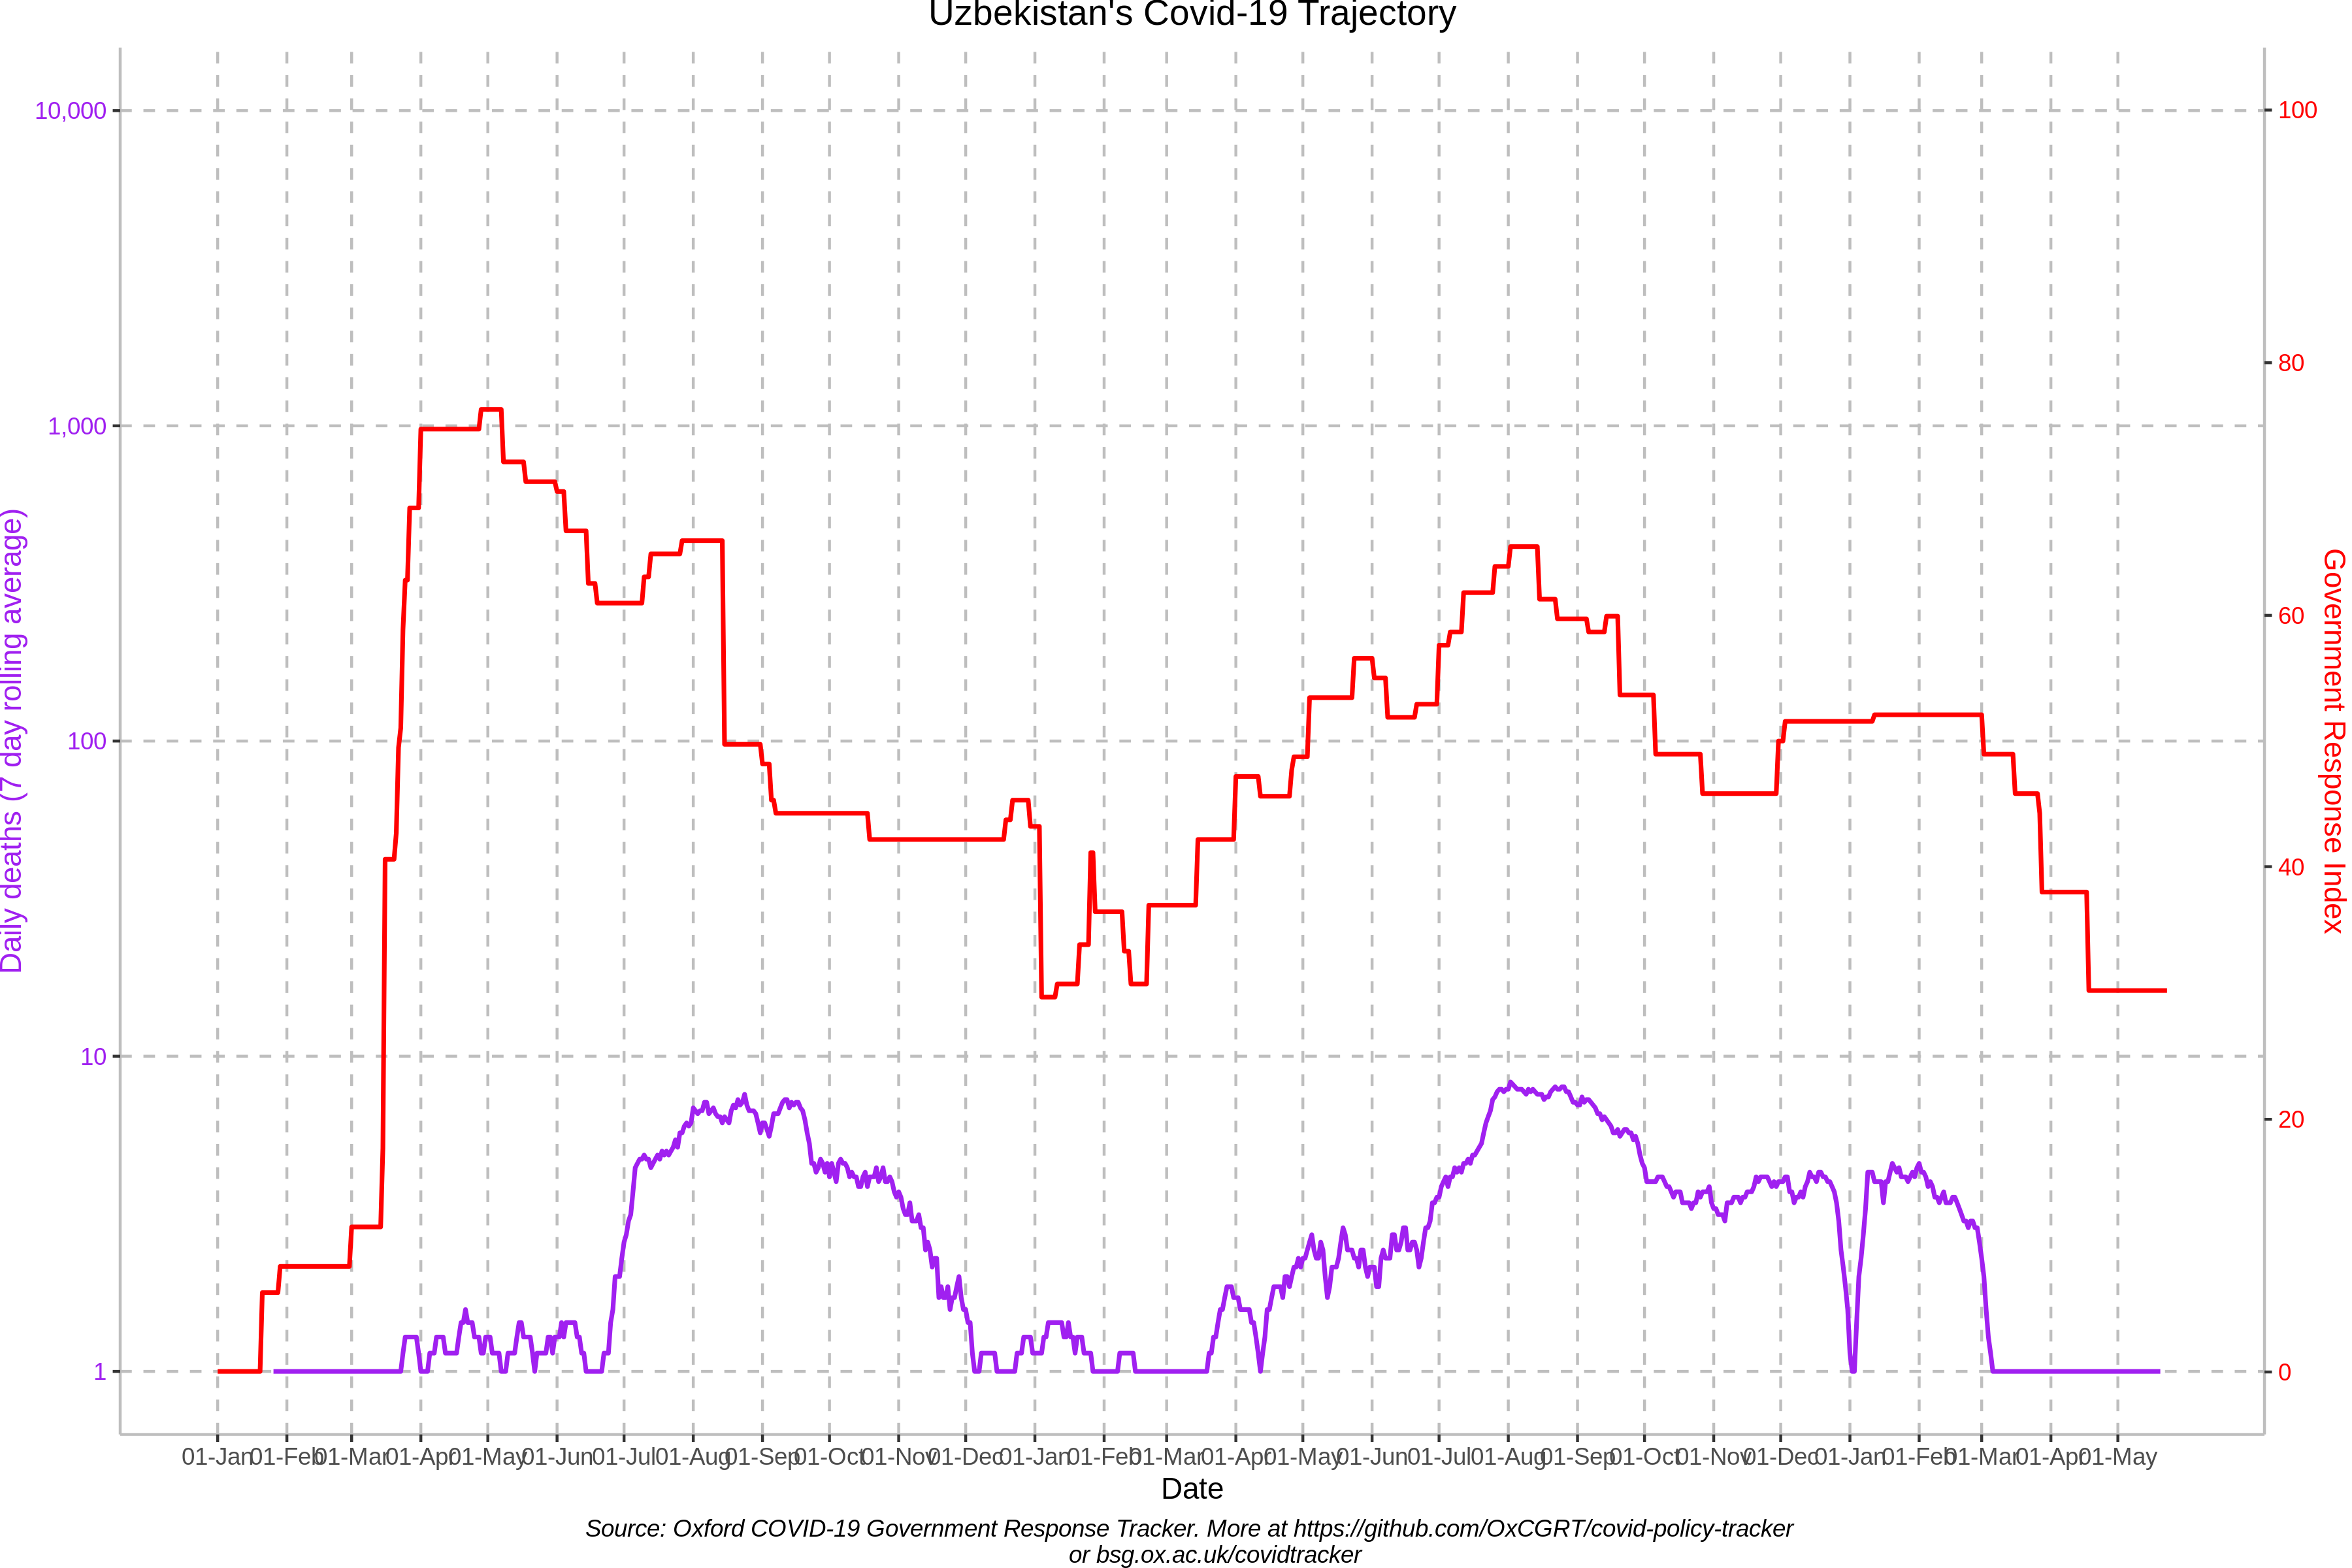 Uzbekistan's Covid-19 Trajectory
10,000
1,000
100
10
1
Daily deaths (7 day rolling average)
100
80
60
40
20
0
Government Response Index
01-Jan 01-Feb 01-Mar 01-Apr 01-May 01-Jun 01-Jul 01-Aug 01-Sep 01-Oct 01-Nov 01-Dec 01-Jan 01-Feb 01-Mar 01-Apr 01-May 01-Jun 01-Jul 01-Aug 01-Sep 01-Oct 01-Nov 01-Dec 01-Jan 01-Feb 01-Mar 01-Apr 01-May
Date
Source: Oxford COVID-19 Government Response Tracker. More at https://github.com/OxCGRT/covid-policy-tracker
or bsg.ox.ac.uk/covidtracker